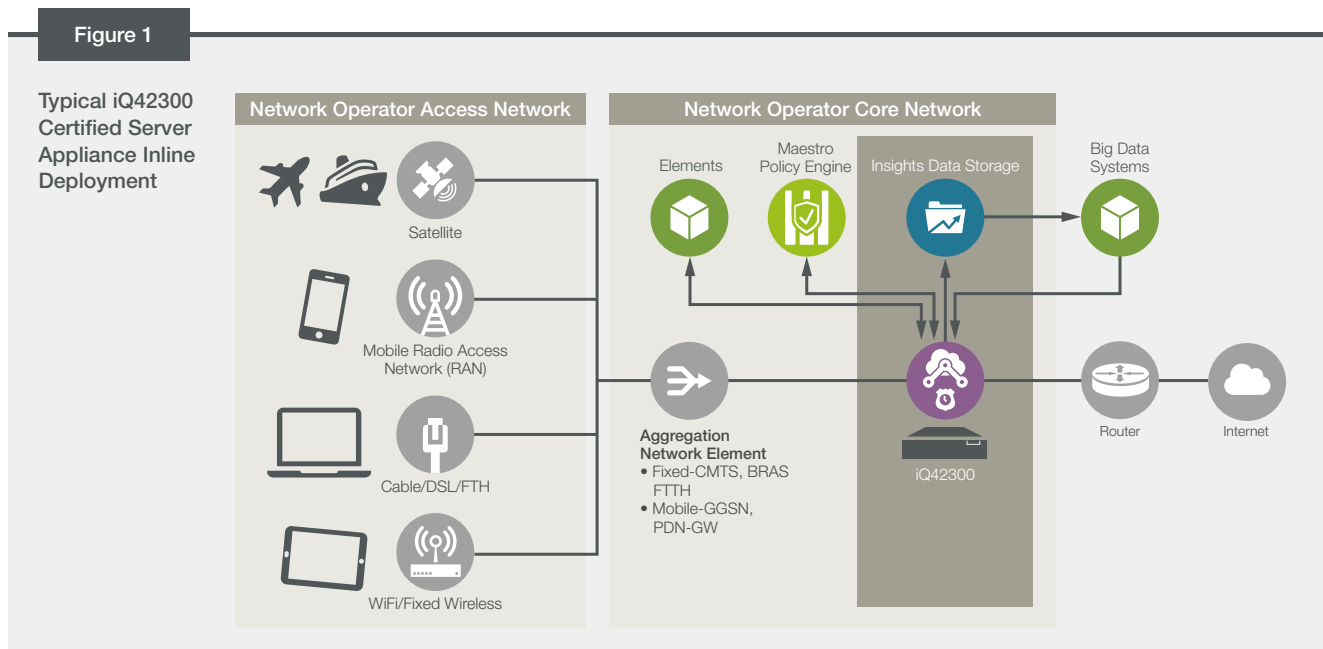 Figure 1
Typical iQ42300
Certified Server
Appliance Inline
Deployment
Network Operator Access Network
Satellite
Mobile Radio Access
Network (RAN)
Cable/DSL/FTH
WiFi/Fixed Wireless
Network Operator Core Network
Elements
Maestro
Policy Engine
Insights Data Storage
Big Data
Systems
Aggregation
Network Element
• Fixed-CMTS, BRAS
FTTH
• Mobile-GGSN,
PDN-GW
iQ42300
Router
Internet